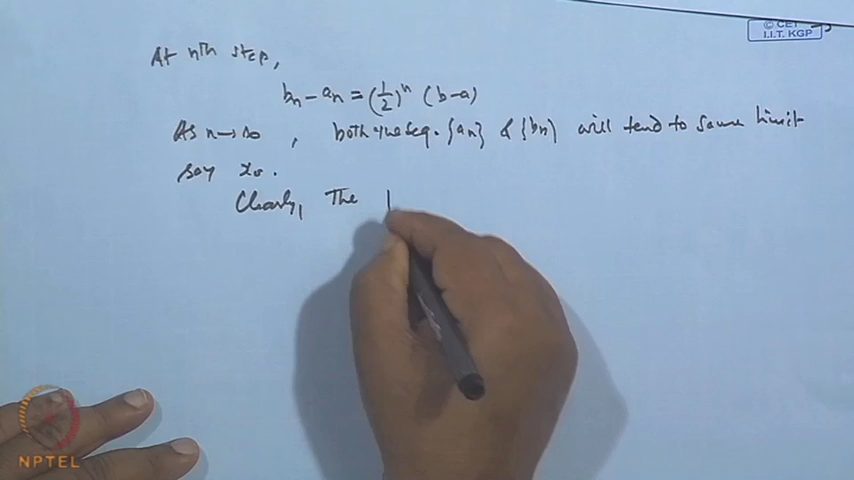 © CET
I.I.T. KGP
At nth step,
bn - an = (1/2)^n (b-a)
As n→∞, both the seq. {an} & {bn} will tend to same limit
say x₀.
Clearly, The
NPTEL